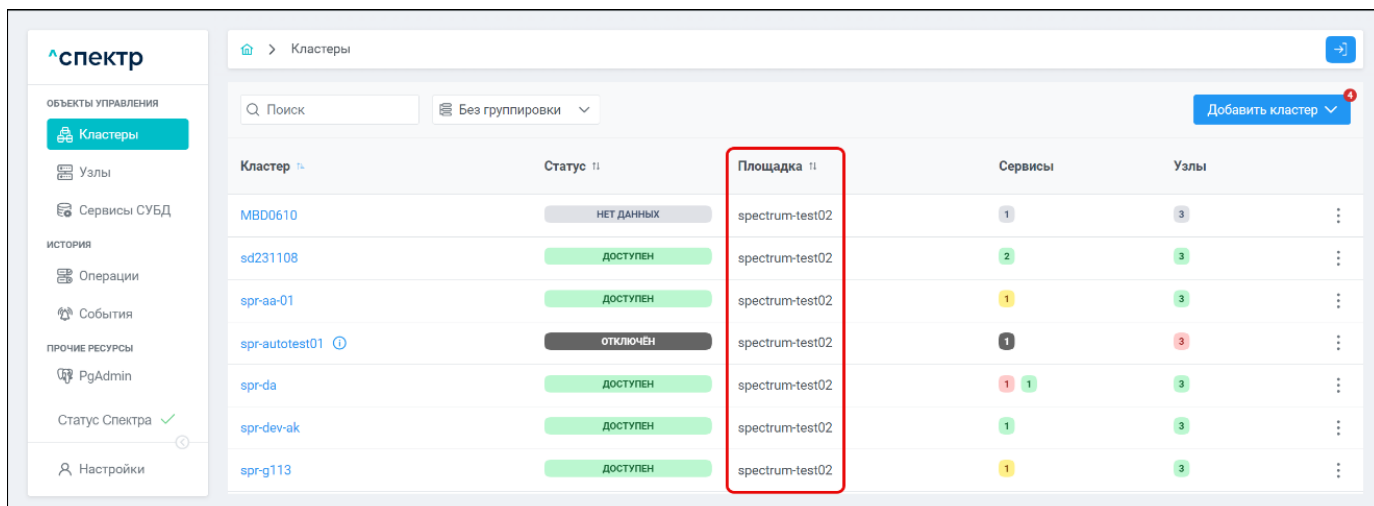 ^спектр
ОБЪЕКТЫ УПРАВЛЕНИЯ
Кластеры
Узлы
Сервисы СУБД
ИСТОРИЯ
Операции
События
ПРОЧИЕ РЕСУРСЫ
PgAdmin
Статус Спектра
Настройки
> Кластеры
Поиск Без группировки Добавить кластер 4
Кластер Статус Площадка Сервисы Узлы
MBD0610 НЕТ ДАННЫХ spectrum-test02 1 3
sd231108 ДОСТУПЕН spectrum-test02 2 3
spr-aa-01 ДОСТУПЕН spectrum-test02 1 3
spr-autotest01 ОТКЛЮЧЁН spectrum-test02 1 3
spr-da ДОСТУПЕН spectrum-test02 1 1 3
spr-dev-ak ДОСТУПЕН spectrum-test02 1 3
spr-g113 ДОСТУПЕН spectrum-test02 1 3